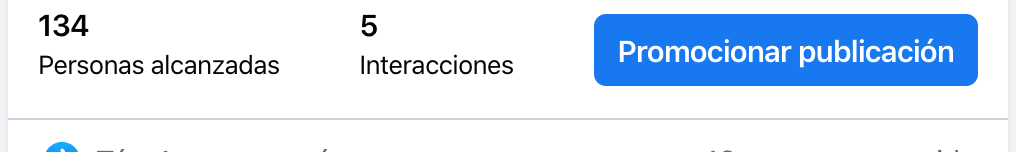 134
Personas alcanzadas
5
Interacciones
Promocionar publicación